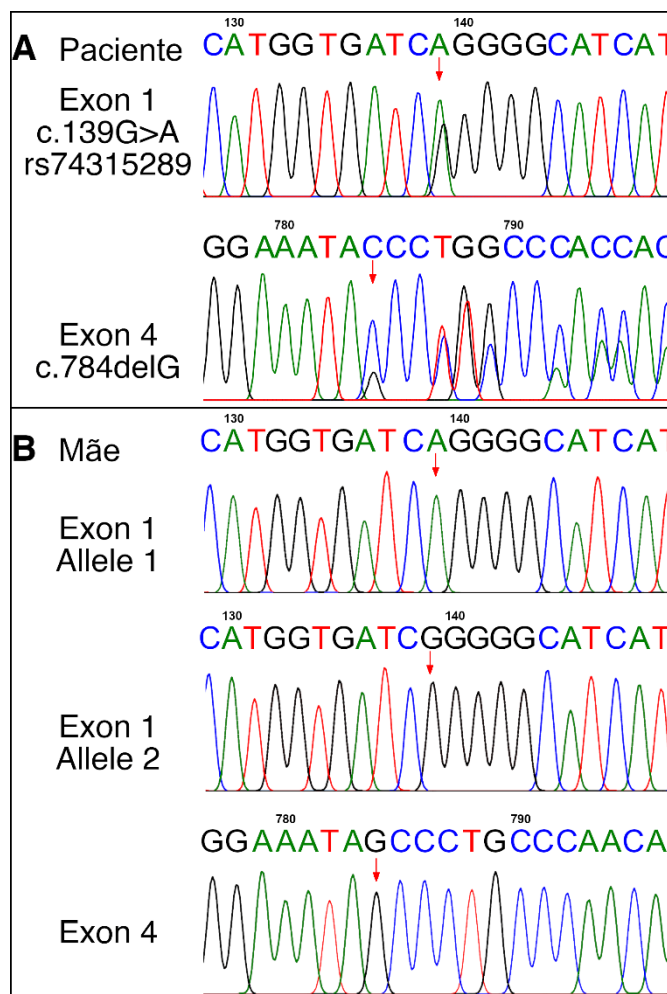 A Paciente
130 140
CATGGTGATCAGGGGCATCAT
Exon 1
c.139G>A
rs74315289
780 790
GGAAATACCCTGGCCCACCAC
Exon 4
c.784delG
B Mãe
130 140
CATGGTGATCAGGGGCATCAT
Exon 1
Allele 1
130 140
CATGGTGATCGGGGGCATCAT
Exon 1
Allele 2
780 790
GGAAATAGCCCTGCCCAACA
Exon 4